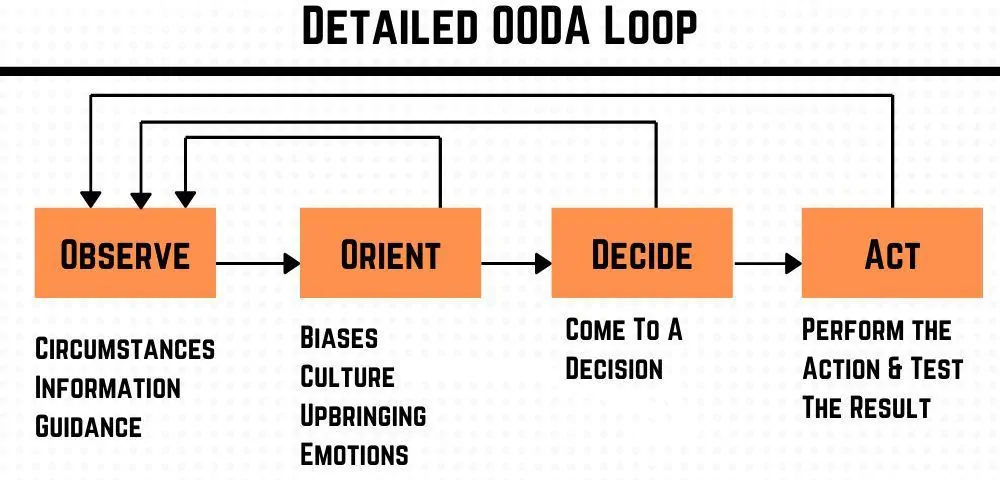 Detailed OODA Loop
Observe
Orient
Decide
Act
Circumstances
Information
Guidance
Biases
Culture
Upbringing
Emotions
Come To A
Decision
Perform the
Action & Test
The Result